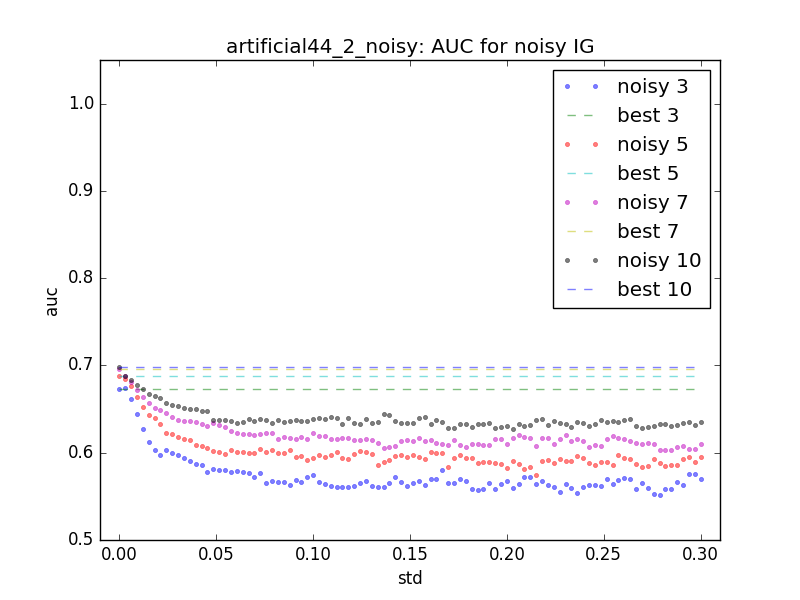 artificial44_2_noisy: AUC for noisy IG
noisy 3
best 3
noisy 5
best 5
noisy 7
best 7
noisy 10
best 10
auc
1.0
0.9
0.8
0.7
0.6
0.5
0.00 0.05 0.10 0.15 0.20 0.25 0.30
std